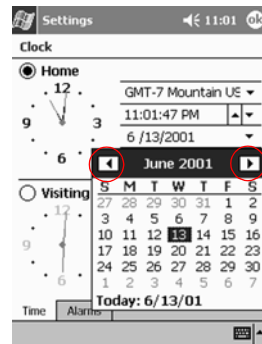 Settings 11:01 ok
Clock
Home
12
9 3
6
GMT-7 Mountain US
11:01:47 PM
6 /13/2001
June 2001
S M T W T F S
27 28 29 30 31 1 2
3 4 5 6 7 8 9
10 11 12 13 14 15 16
17 18 19 20 21 22 23
24 25 26 27 28 29 30
1 2 3 4 5 6 7
Today: 6/13/01
Visiting
12
9
6
Time Alarms